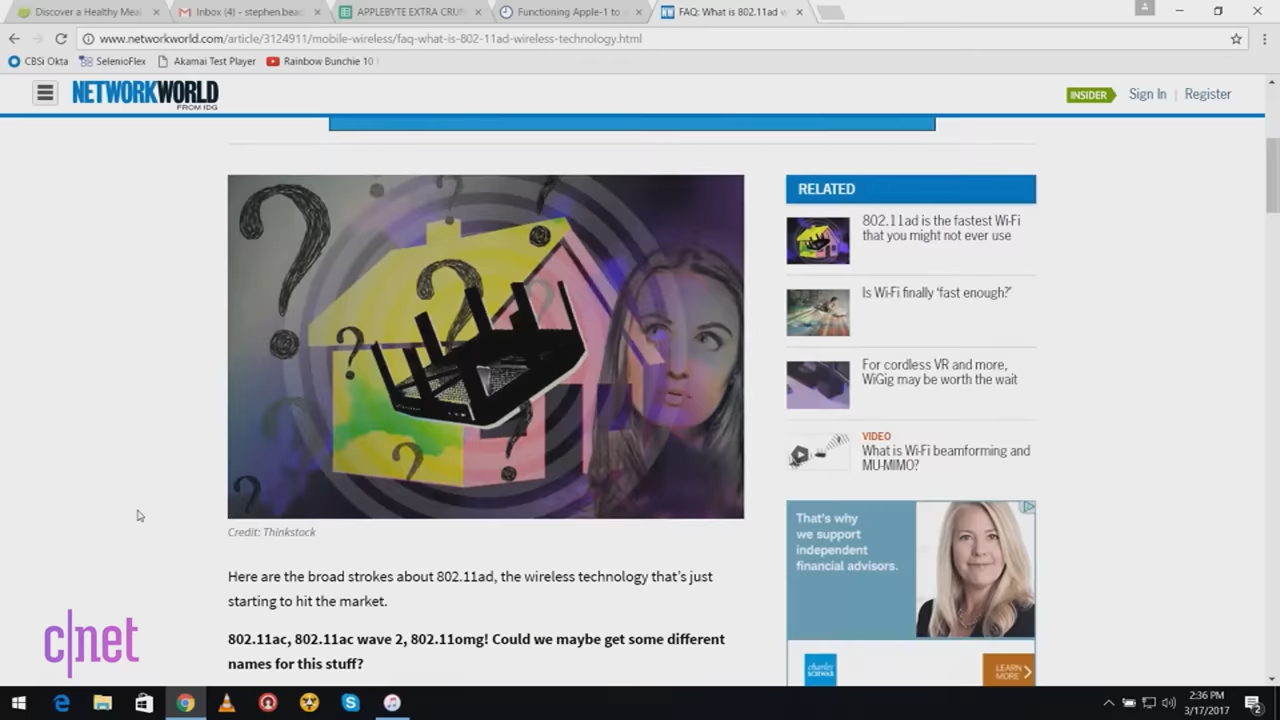 Discover a Healthy Meal
Inbox (4) - stephen.beac
APPLEBYTE EXTRA CRUN
Functioning Apple-1 to
FAQ: What is 802.11ad w
www.networkworld.com/article/3124911/mobile-wireless/faq-what-is-802-11ad-wireless-technology.html
CBSi Okta
SelenioFlex
Akamai Test Player
Rainbow Bunchie 10
NETWORKWORLD
FROM IDG
INSIDER
Sign In | Register
RELATED
802.11ad is the fastest Wi-Fi
that you might not ever use
Is Wi-Fi finally ‘fast enough?’
For cordless VR and more,
WiGig may be worth the wait
VIDEO
What is Wi-Fi beamforming and
MU-MIMO?
Credit: Thinkstock
Here are the broad strokes about 802.11ad, the wireless technology that’s just
starting to hit the market.
802.11ac, 802.11ac wave 2, 802.11omg! Could we maybe get some different
names for this stuff?
That's why
we support
independent
financial advisors.
charles
SCHWAB
LEARN
MORE
c|net
2:36 PM
3/17/2017
2